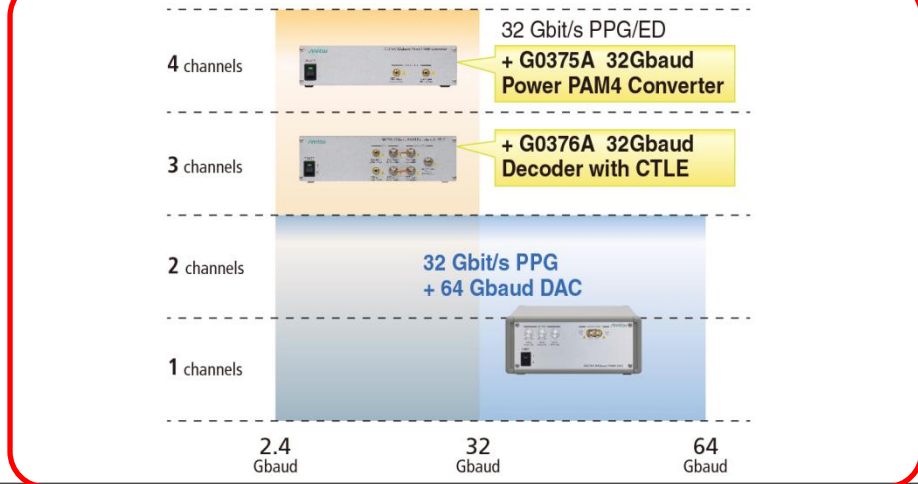 32 Gbit/s PPG/ED
4 channels
+ G0375A 32Gbaud
Power PAM4 Converter
3 channels
+ G0376A 32Gbaud
Decoder with CTLE
2 channels
32 Gbit/s PPG
+ 64 Gbaud DAC
1 channels
2.4
Gbaud
32
Gbaud
64
Gbaud